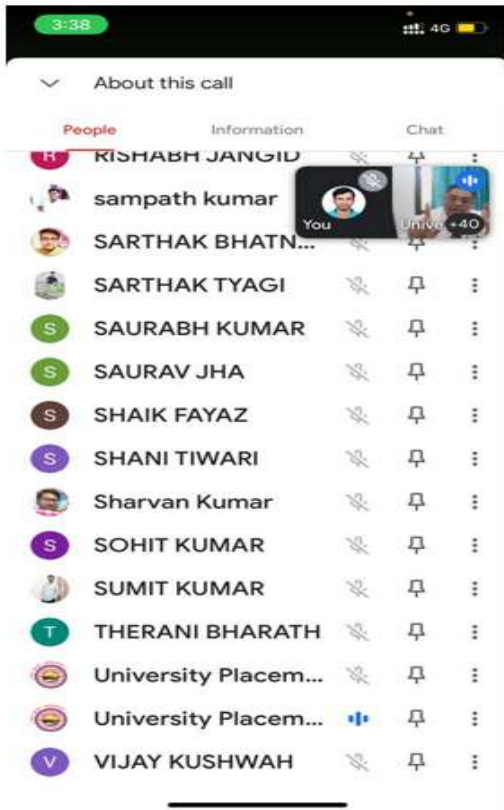 3:38
4G
About this call
People Information Chat
R RISHABH JANGID
sampath kumar
You Unive +40
SARTHAK BHATN...
SARTHAK TYAGI
S SAURABH KUMAR
S SAURAV JHA
S SHAIK FAYAZ
S SHANI TIWARI
Sharvan Kumar
S SOHIT KUMAR
SUMIT KUMAR
T THERANI BHARATH
University Placem...
University Placem...
V VIJAY KUSHWAH